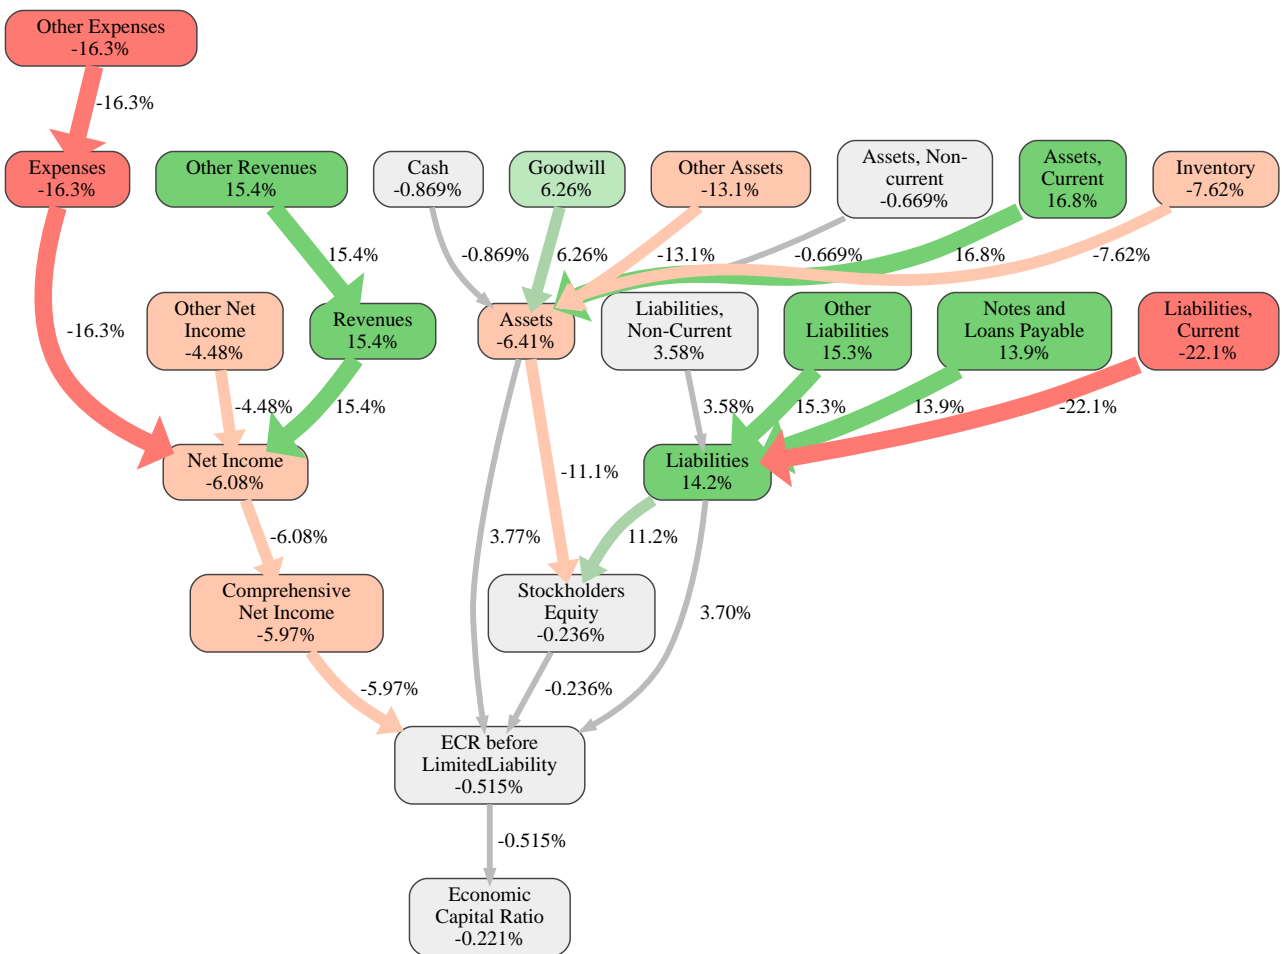 Other Expenses
-16.3%
-16.3%
Expenses
-16.3%
Other Revenues
15.4%
Cash
-0.869%
Goodwill
6.26%
Other Assets
-13.1%
Assets, Non-
current
-0.669%
Assets,
Current
16.8%
Inventory
-7.62%
15.4%
-0.869%
6.26%
-13.1%
-0.669%
16.8%
-7.62%
-16.3%
Other Net
Income
-4.48%
Revenues
15.4%
Assets
-6.41%
Liabilities,
Non-Current
3.58%
Other
Liabilities
15.3%
Notes and
Loans Payable
13.9%
Liabilities,
Current
-22.1%
-4.48%
15.4%
3.58%
15.3%
13.9%
-22.1%
Net Income
-6.08%
-11.1%
Liabilities
14.2%
-6.08%
3.77%
11.2%
Comprehensive
Net Income
-5.97%
Stockholders
Equity
-0.236%
3.70%
-5.97%
-0.236%
ECR before
LimitedLiability
-0.515%
-0.515%
Economic
Capital Ratio
-0.221%